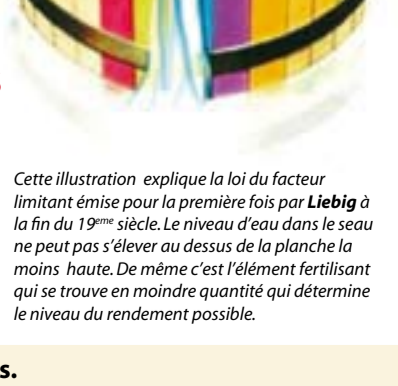 Cette illustration explique la loi du facteur
limitant émise pour la première fois par Liebig à
la fin du 19eme siècle. Le niveau d'eau dans le seau
ne peut pas s'élever au dessus de la planche la
moins haute. De même c'est l'élément fertilisant
qui se trouve en moindre quantité qui détermine
le niveau du rendement possible.
s.